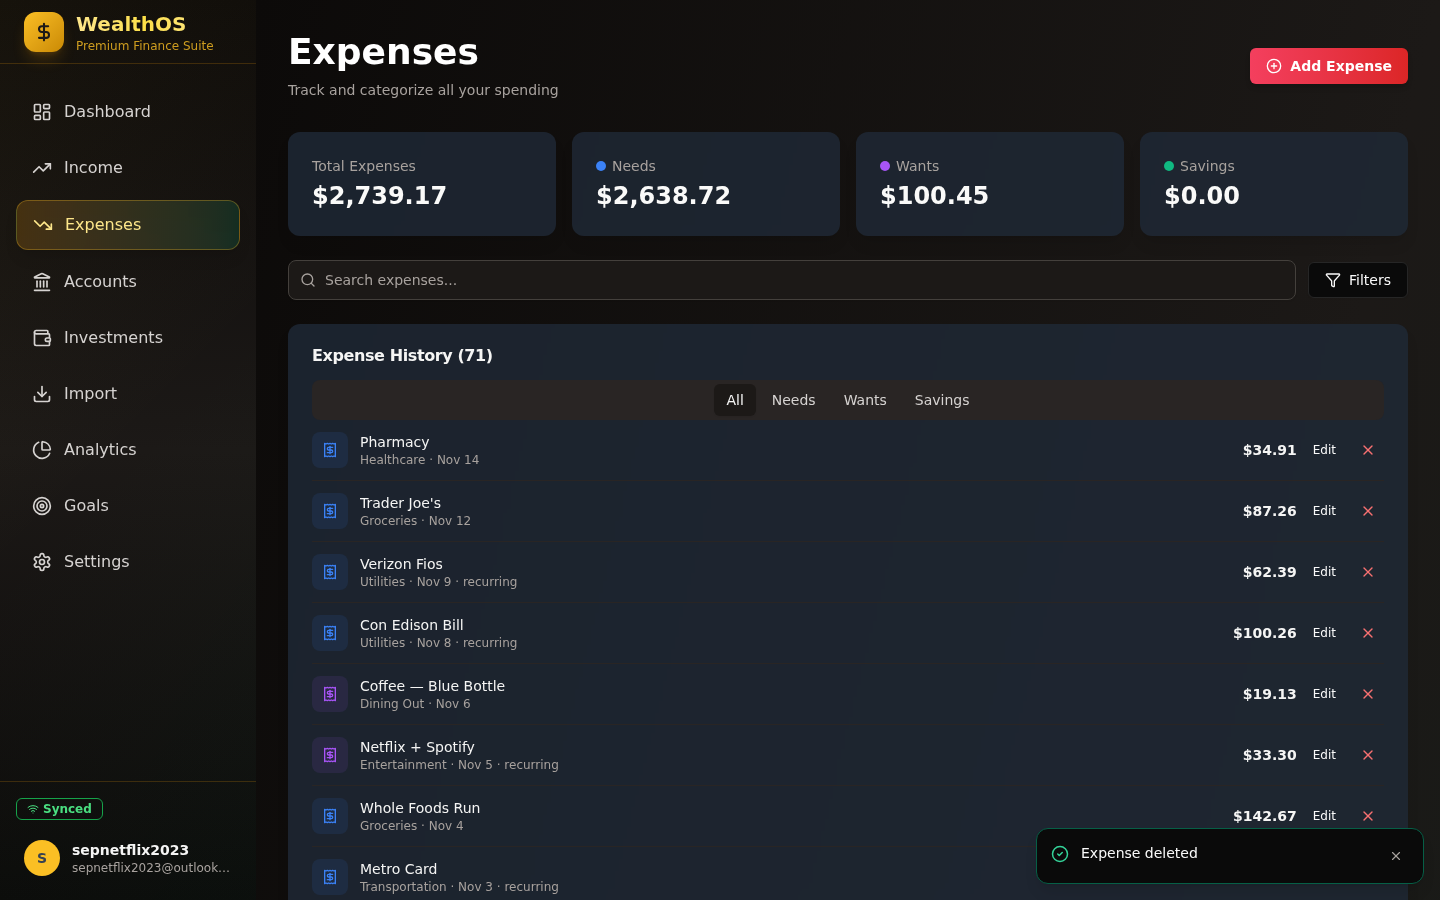 WealthOS
Premium Finance Suite
Dashboard
Income
Expenses
Accounts
Investments
Import
Analytics
Goals
Settings
Synced
S
sepnetflix2023
sepnetflix2023@outlook...
Expenses
Track and categorize all your spending
Add Expense
Total Expenses
$2,739.17
Needs
$2,638.72
Wants
$100.45
Savings
$0.00
Search expenses...
Filters
Expense History (71)
All Needs Wants Savings
Pharmacy
Healthcare · Nov 14
$34.91 Edit
Trader Joe's
Groceries · Nov 12
$87.26 Edit
Verizon Fios
Utilities · Nov 9 · recurring
$62.39 Edit
Con Edison Bill
Utilities · Nov 8 · recurring
$100.26 Edit
Coffee — Blue Bottle
Dining Out · Nov 6
$19.13 Edit
Netflix + Spotify
Entertainment · Nov 5 · recurring
$33.30 Edit
Whole Foods Run
Groceries · Nov 4
$142.67 Edit
Metro Card
Transportation · Nov 3 · recurring
Expense deleted